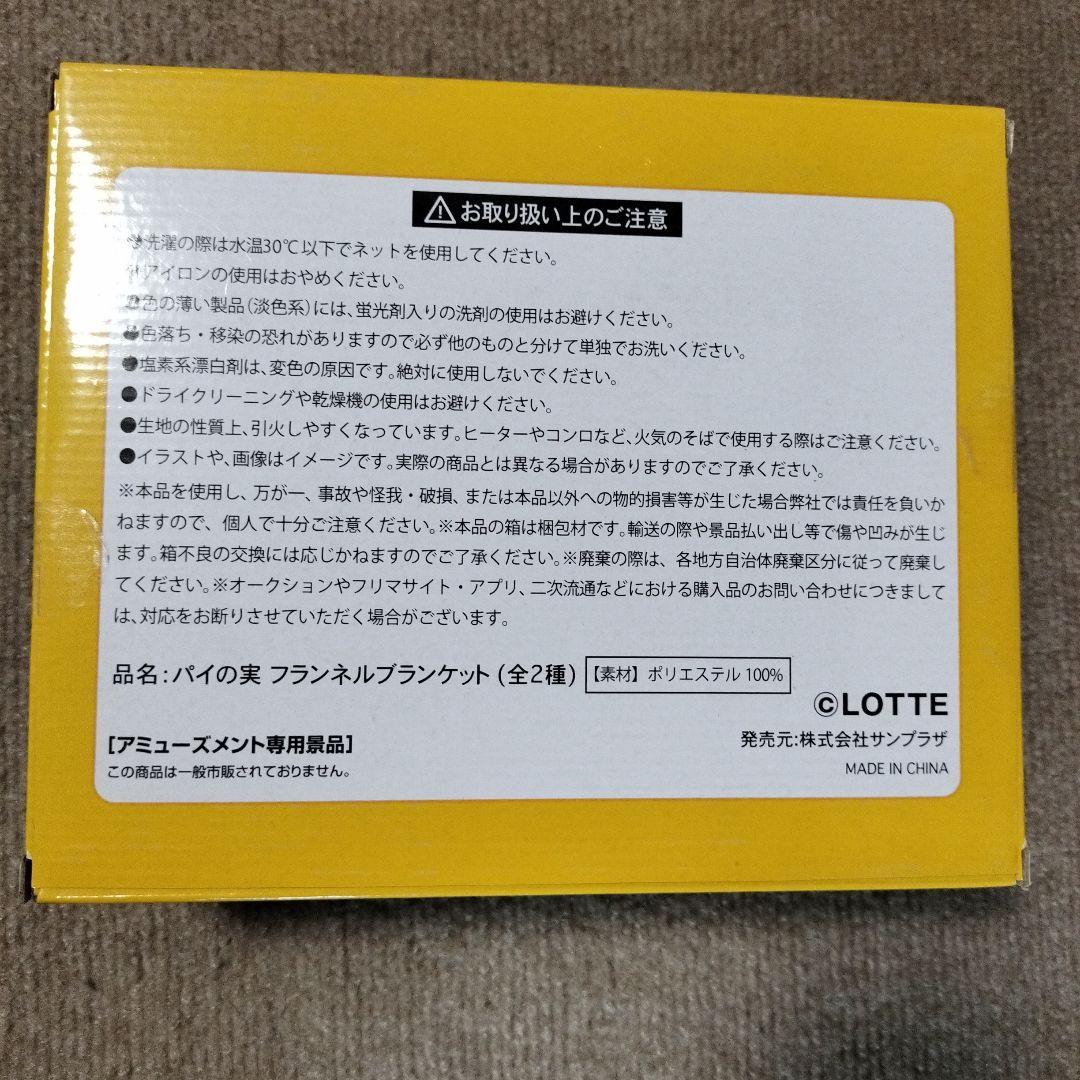 ⚠お取り扱い上のご注意
●洗濯の際は水温30℃以下でネットを使用してください。
●アイロンの使用はおやめください。
●色の薄い製品(淡色系)には、蛍光剤入りの洗剤の使用はお避けください。
●色落ち・移染の恐れがありますので必ず他のものと分けて単独でお洗いください。
●塩素系漂白剤は、変色の原因です。絶対に使用しないでください。
●ドライクリーニングや乾燥機の使用はお避けください。
●生地の性質上、引火しやすくなっています。ヒーターやコンロなど、火気のそばで使用する際はご注意ください。
●イラストや、画像はイメージです。実際の商品とは異なる場合がありますのでご了承ください。
※本品を使用し、万が一、事故や怪我・破損、または本品以外への物的損害等が生じた場合弊社では責任を負いか
ねますので、個人で十分ご注意ください。※本品の箱は梱包材です。輸送の際や景品払い出し等で傷や凹みが生じ
ます。箱不良の交換には応じかねますのでご了承ください。※廃棄の際は、各地方自治体廃棄区分に従って廃棄し
てください。※オークションやフリマサイト・アプリ、二次流通などにおける購入品のお問い合わせにつきまして
は、対応をお断りさせていただく場合がございます。
品名:パイの実 フランネルブランケット (全2種) 【素材】ポリエステル 100%
©LOTTE
[アミューズメント専用景品]
発売元:株式会社サンプラザ
この商品は一般市販されておりません。
MADE IN CHINA